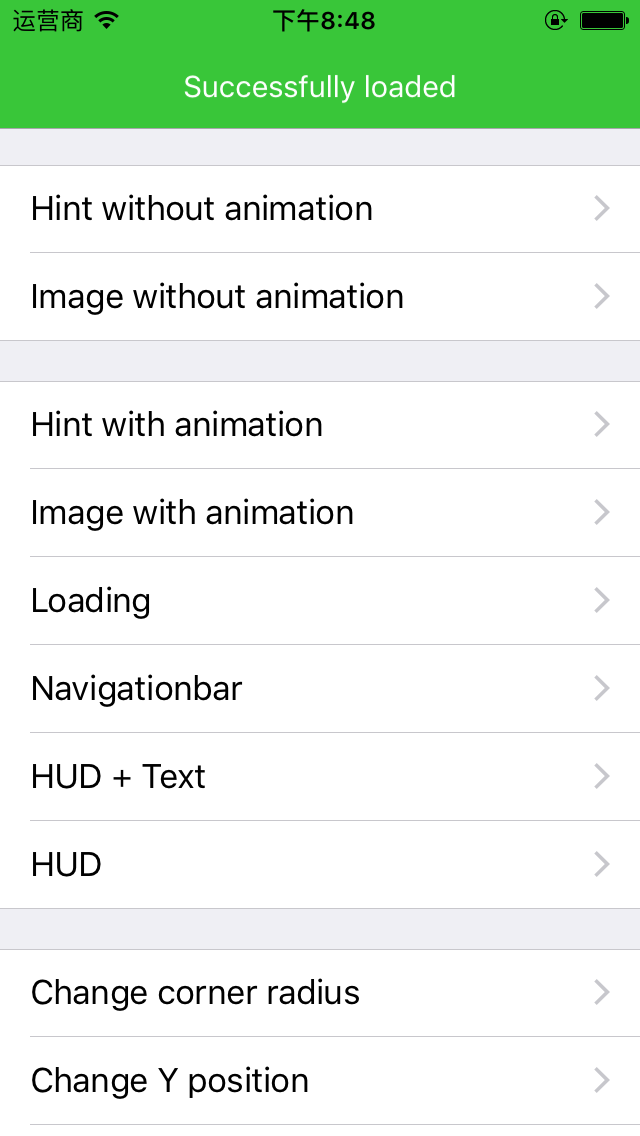 运营商 下午8:48
Successfully loaded
Hint without animation
Image without animation
Hint with animation
Image with animation
Loading
Navigationbar
HUD + Text
HUD
Change corner radius
Change Y position